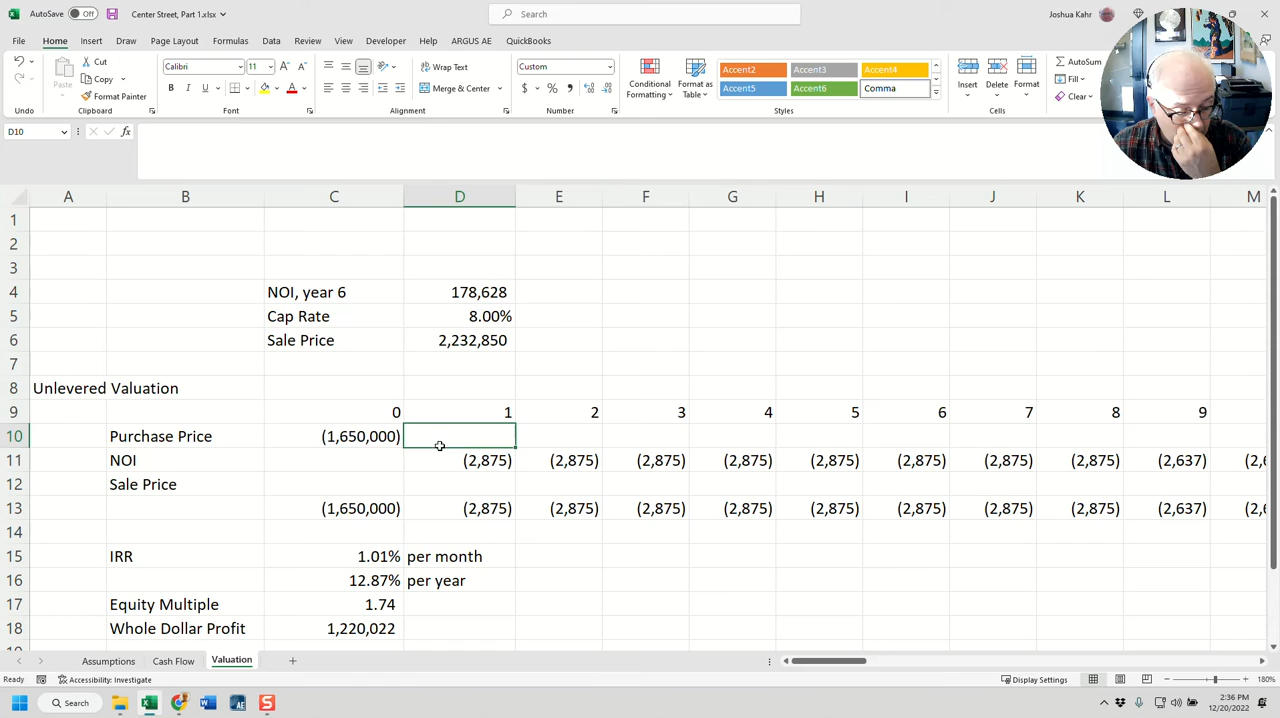 AutoSave Off Center Street, Part 1.xlsx Search Joshua Kahr
File Home Insert Draw Page Layout Formulas Data Review View Developer Help ARGUS AE QuickBooks
Cut Calibri 11 Wrap Text Custom Accent2 Accent3 Accent4 AutoSum
Paste Copy Conditional Format as Insert Delete Format Fill
Format Painter Merge & Center Formatting Table Accent5 Accent6 Comma Clear
Undo Clipboard Font Alignment Number Styles Cells
D10
A B C D E F G H I J K L M
1
2
3
4 NOI, year 6 178,628
5 Cap Rate 8.00%
6 Sale Price 2,232,850
7
8 Unlevered Valuation
9 0 1 2 3 4 5 6 7 8 9
10 Purchase Price (1,650,000)
11 NOI (2,875) (2,875) (2,875) (2,875) (2,875) (2,875) (2,875) (2,875) (2,637)
12 Sale Price
13 (1,650,000) (2,875) (2,875) (2,875) (2,875) (2,875) (2,875) (2,875) (2,875) (2,637)
14
15 IRR 1.01% per month
16 12.87% per year
17 Equity Multiple 1.74
18 Whole Dollar Profit 1,220,022
Assumptions Cash Flow Valuation
Ready Accessibility: Investigate Display Settings 180%
Search 2:36 PM
12/20/2022